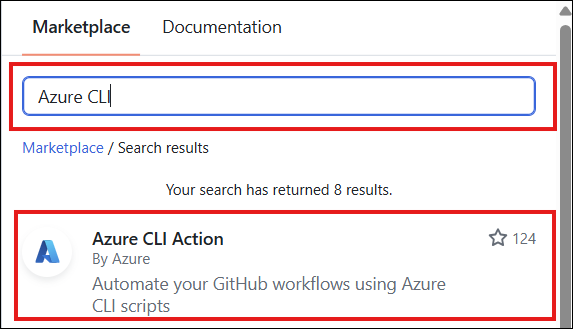 Marketplace Documentation
Azure CLI
Marketplace / Search results
Your search has returned 8 results.
Azure CLI Action 124
By Azure
Automate your GitHub workflows using Azure
CLI scripts